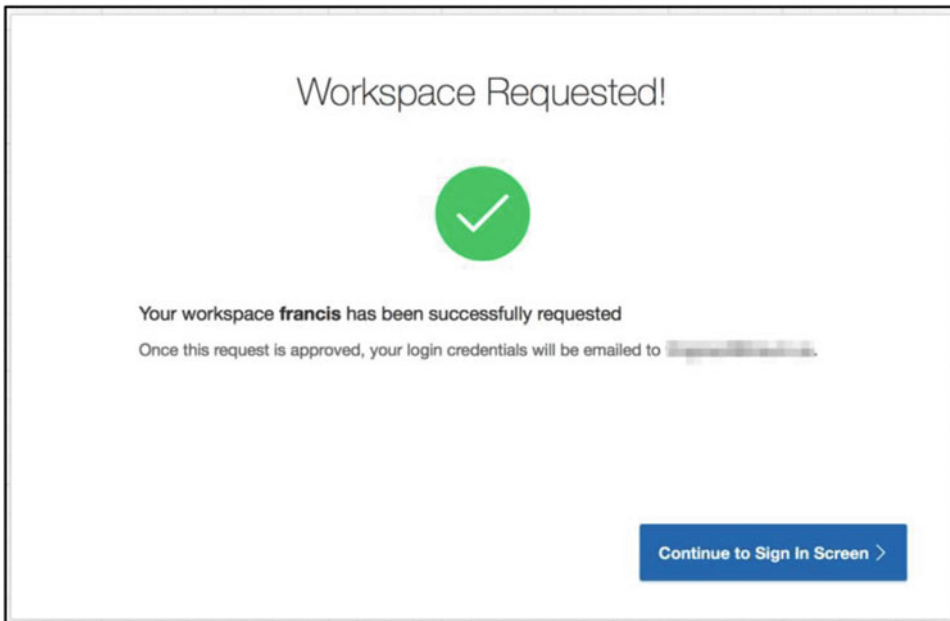 Workspace Requested!
Your workspace francis has been successfully requested
Once this request is approved, your login credentials will be emailed to
Continue to Sign In Screen